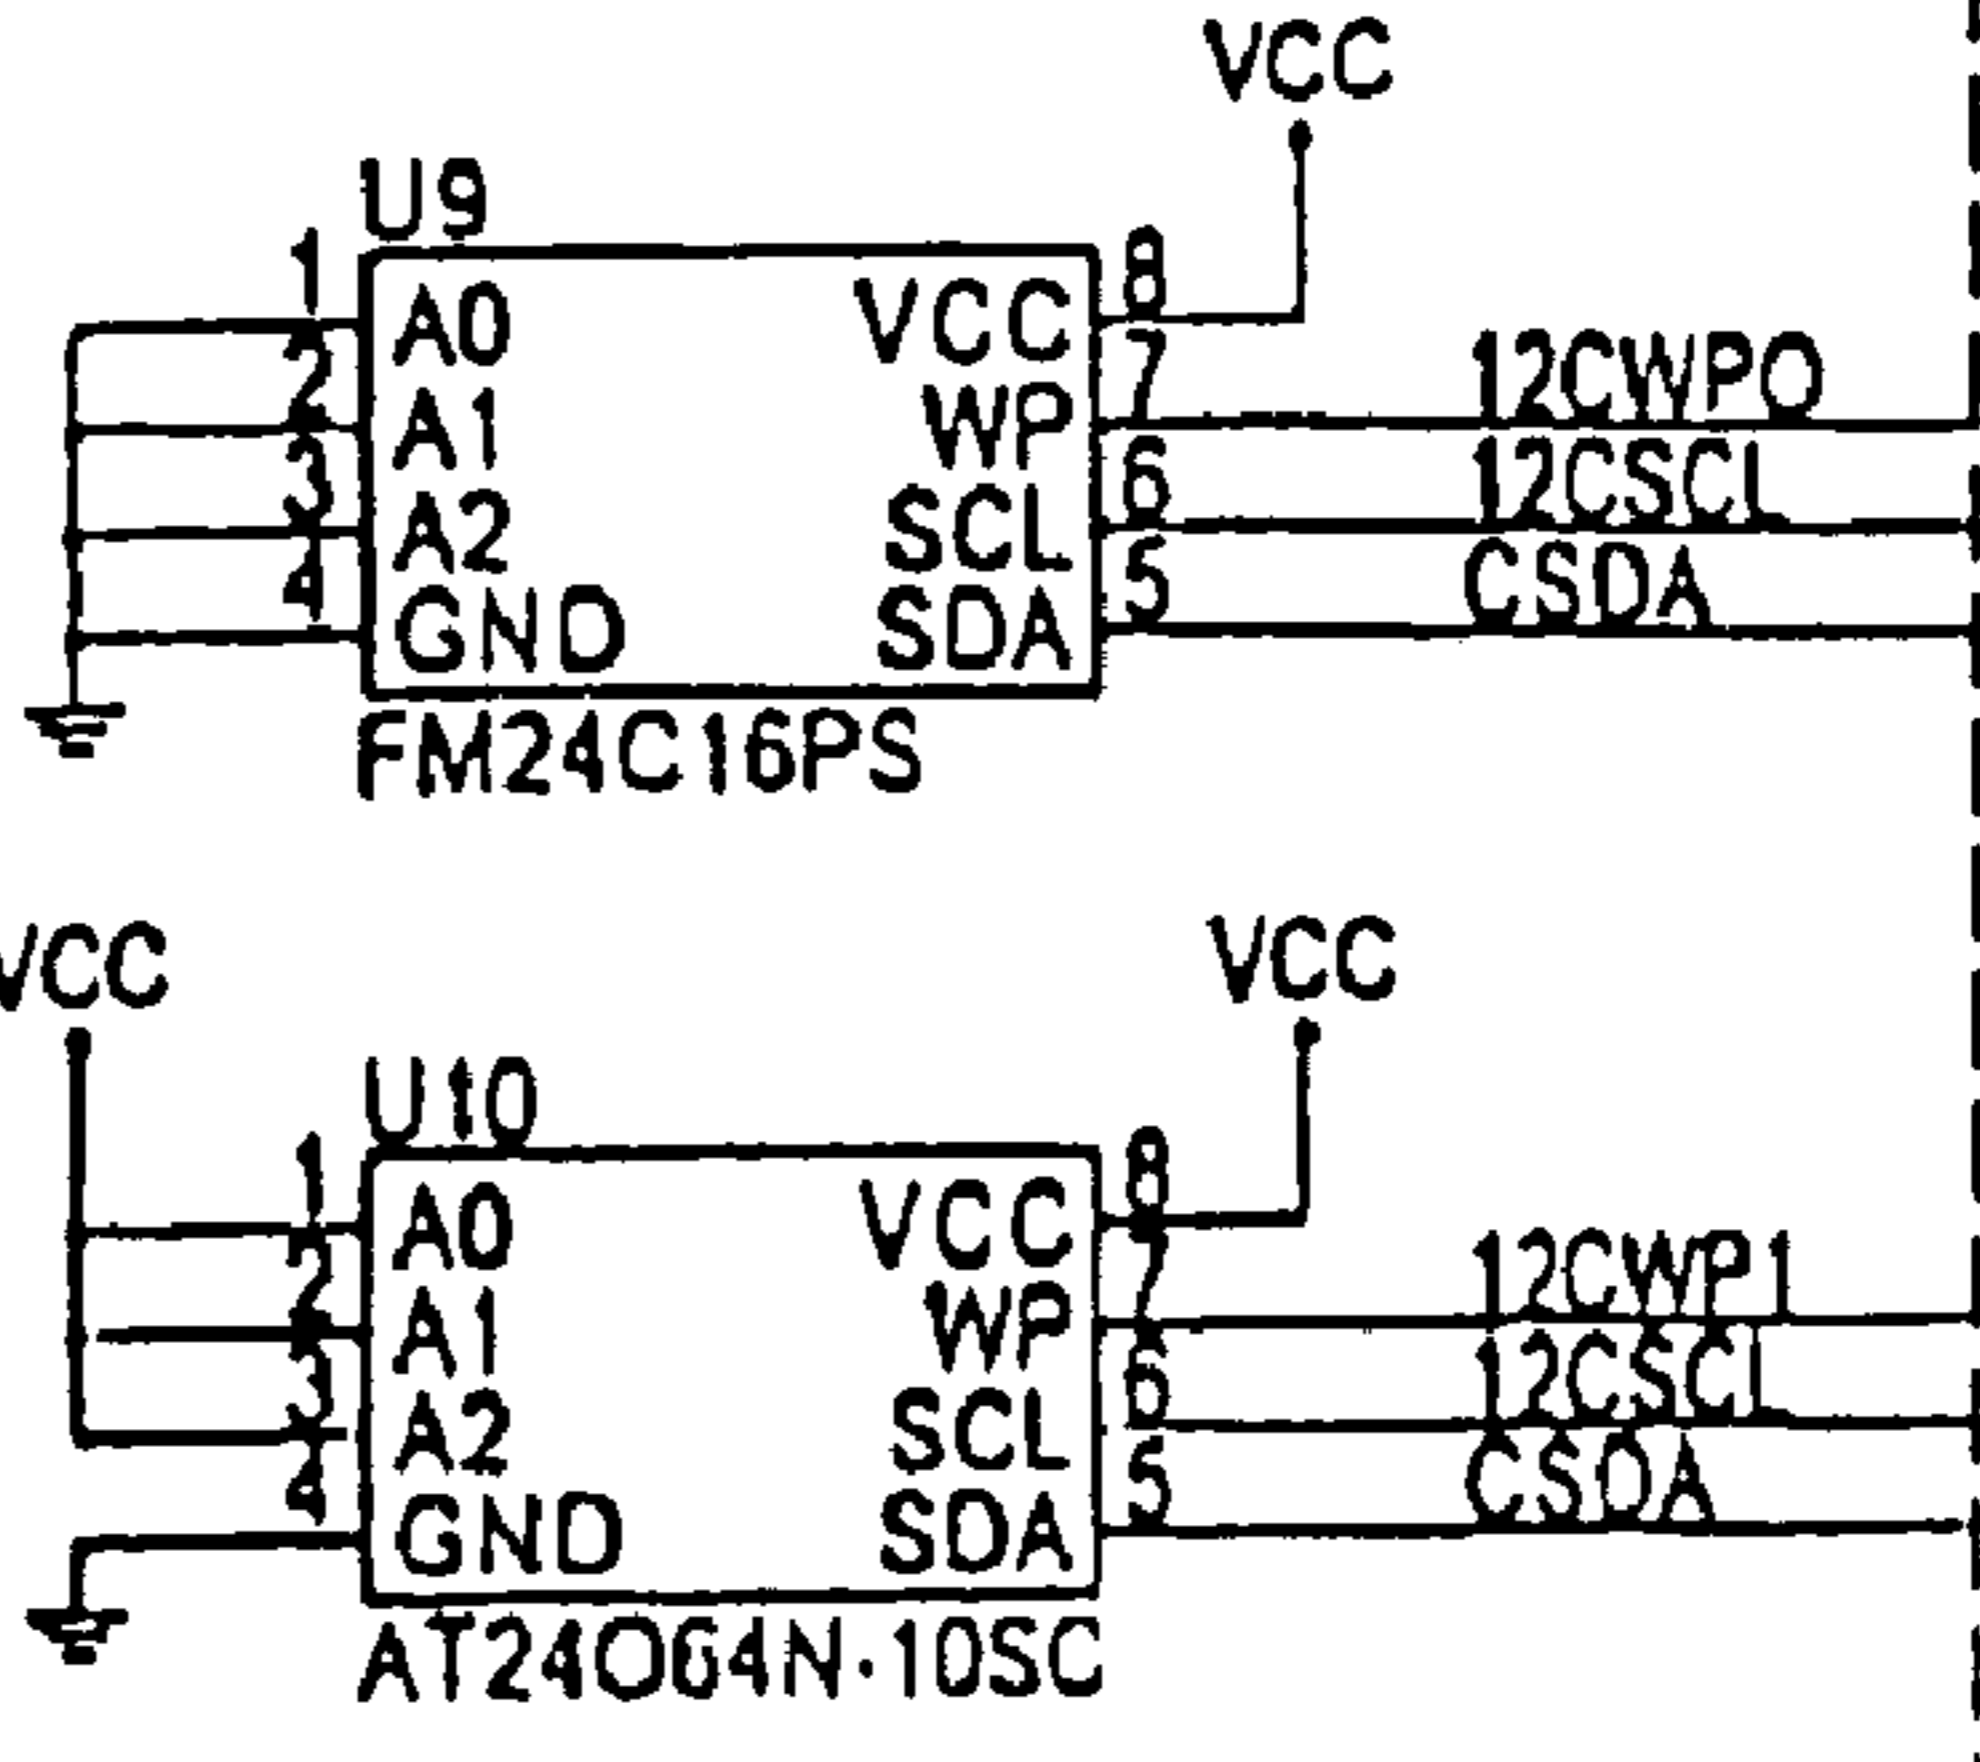 VCC
U9
1 A0 VCC 8
2 A1 WP 7 12CWPO
3 A2 SCL 6 12CSCL
4 GND SDA 5 CSDA
FM24C16PS
VCC VCC
U10
1 A0 VCC 8
2 A1 WP 7 12CWP1
3 A2 SCL 6 12CSCL
4 GND SDA 5 CSDA
AT24064N.10SC